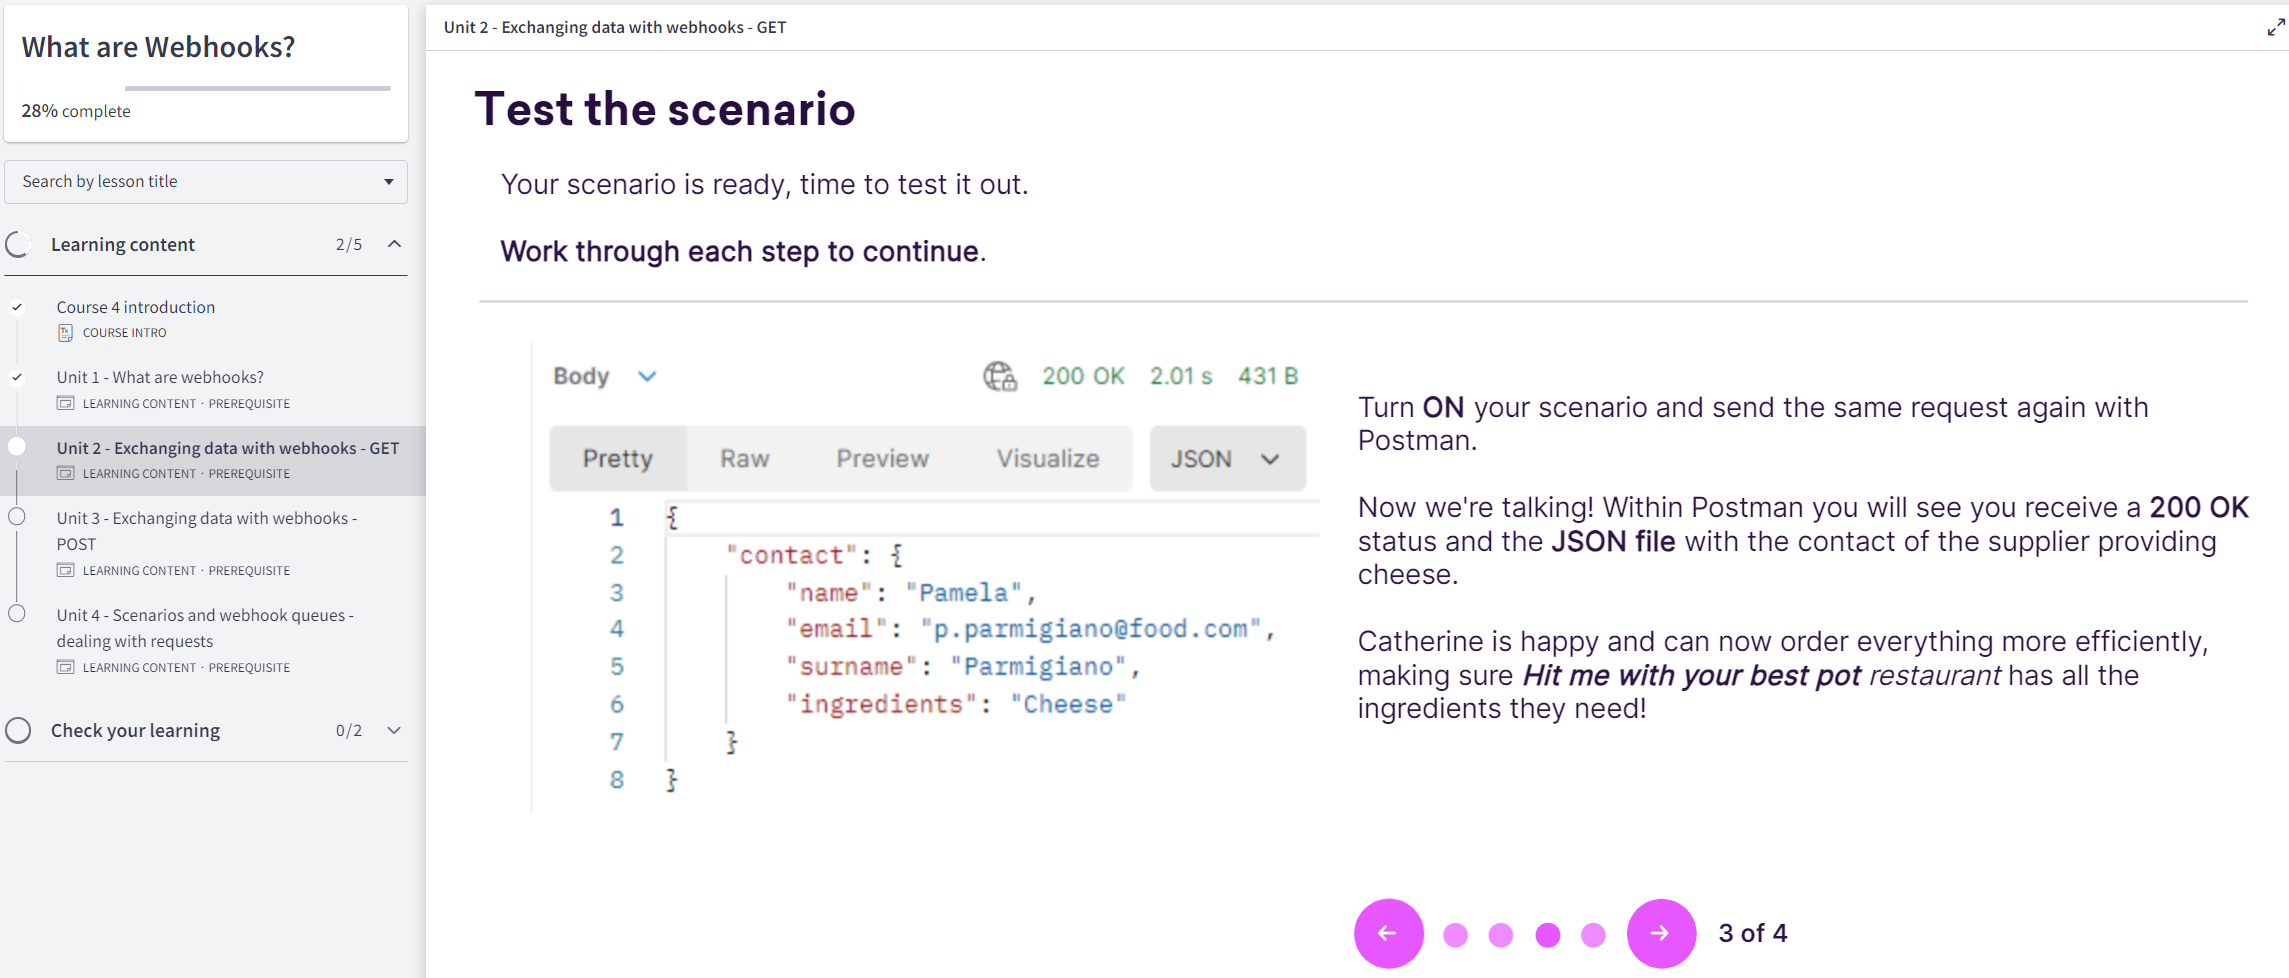 What are Webhooks?
28% complete
Search by lesson title
Learning content 2/5
Course 4 introduction
COURSE INTRO
Unit 1 - What are webhooks?
LEARNING CONTENT · PREREQUISITE
Unit 2 - Exchanging data with webhooks - GET
LEARNING CONTENT · PREREQUISITE
Unit 3 - Exchanging data with webhooks -
POST
LEARNING CONTENT · PREREQUISITE
Unit 4 - Scenarios and webhook queues -
dealing with requests
LEARNING CONTENT · PREREQUISITE
Check your learning 0/2
Unit 2 - Exchanging data with webhooks - GET
Test the scenario
Your scenario is ready, time to test it out.
Work through each step to continue.
Body 200 OK 2.01 s 431 B
Pretty Raw Preview Visualize JSON
1 {
2 "contact": {
3 "name": "Pamela",
4 "email": "p.parmigiano@food.com",
5 "surname": "Parmigiano",
6 "ingredients": "Cheese"
7 }
8 }
Turn ON your scenario and send the same request again with
Postman.
Now we're talking! Within Postman you will see you receive a 200 OK
status and the JSON file with the contact of the supplier providing
cheese.
Catherine is happy and can now order everything more efficiently,
making sure Hit me with your best pot restaurant has all the
ingredients they need!
3 of 4